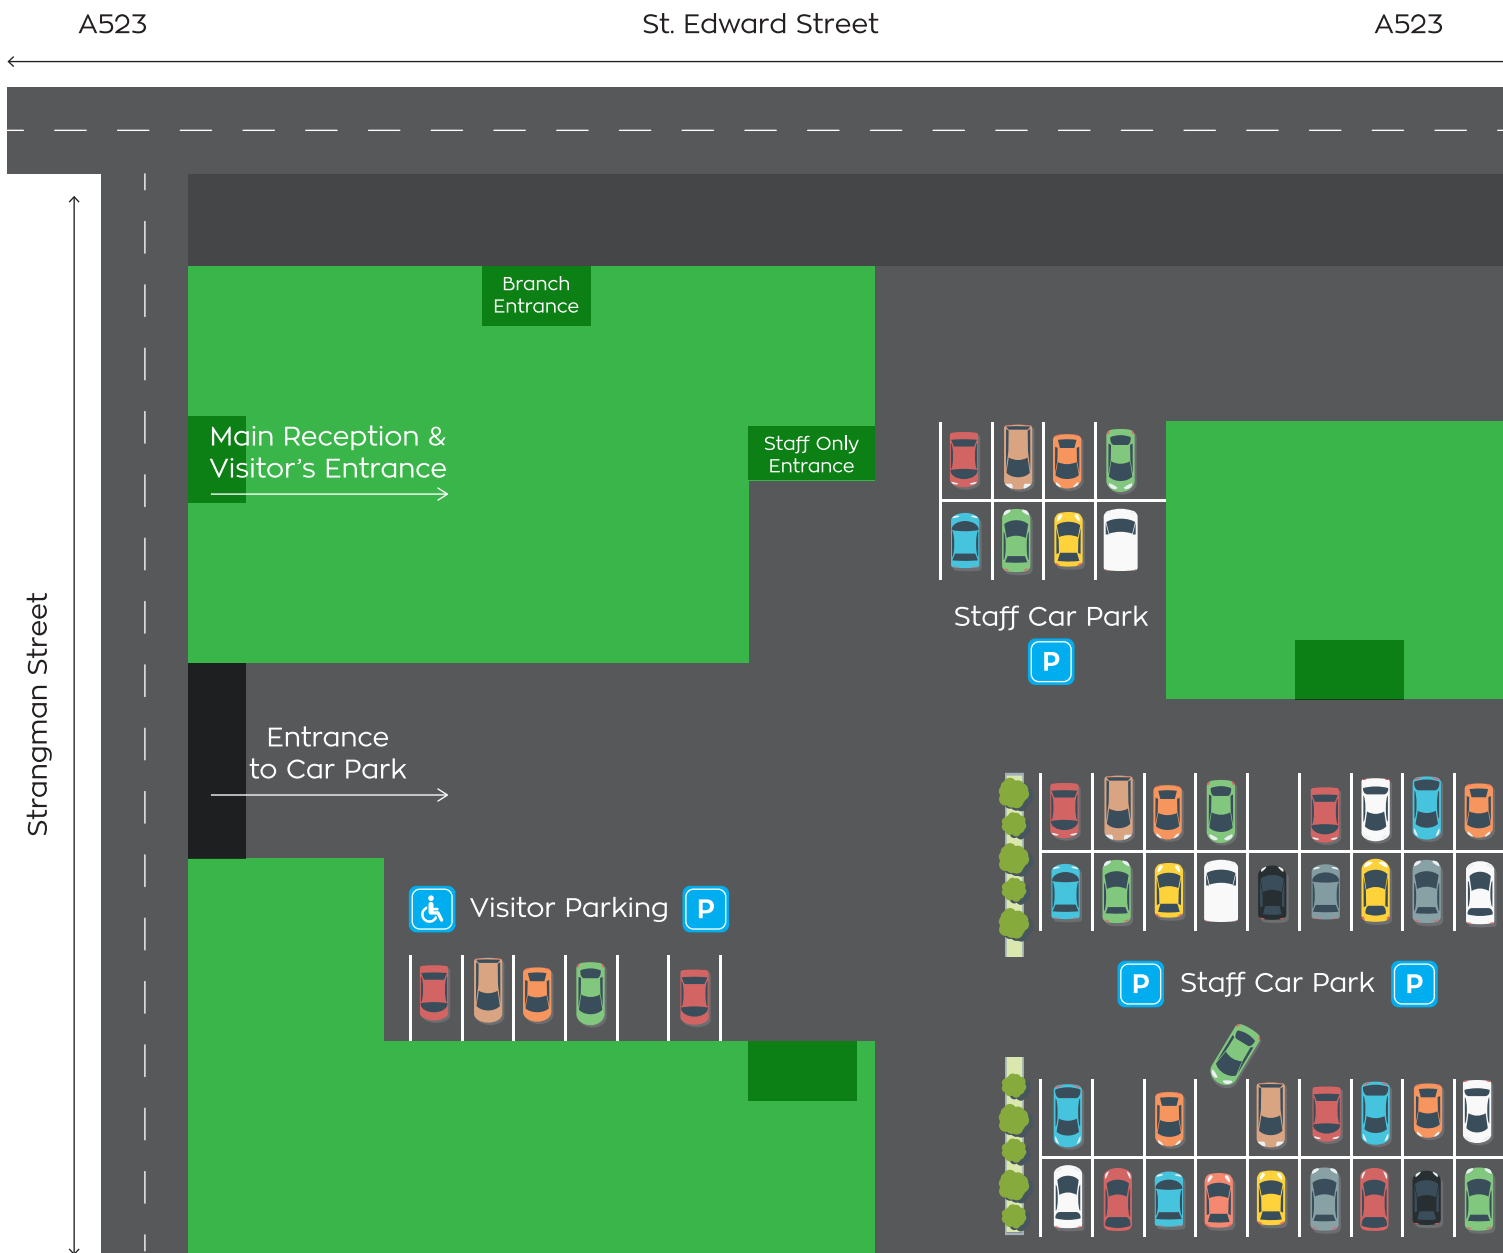 A523
St. Edward Street
A523
Branch
Entrance
Main Reception &
Visitor's Entrance
Staff Only
Entrance
Staff Car Park
P
Strangman Street
Entrance
to Car Park
Visitor Parking
P
P
Staff Car Park
P